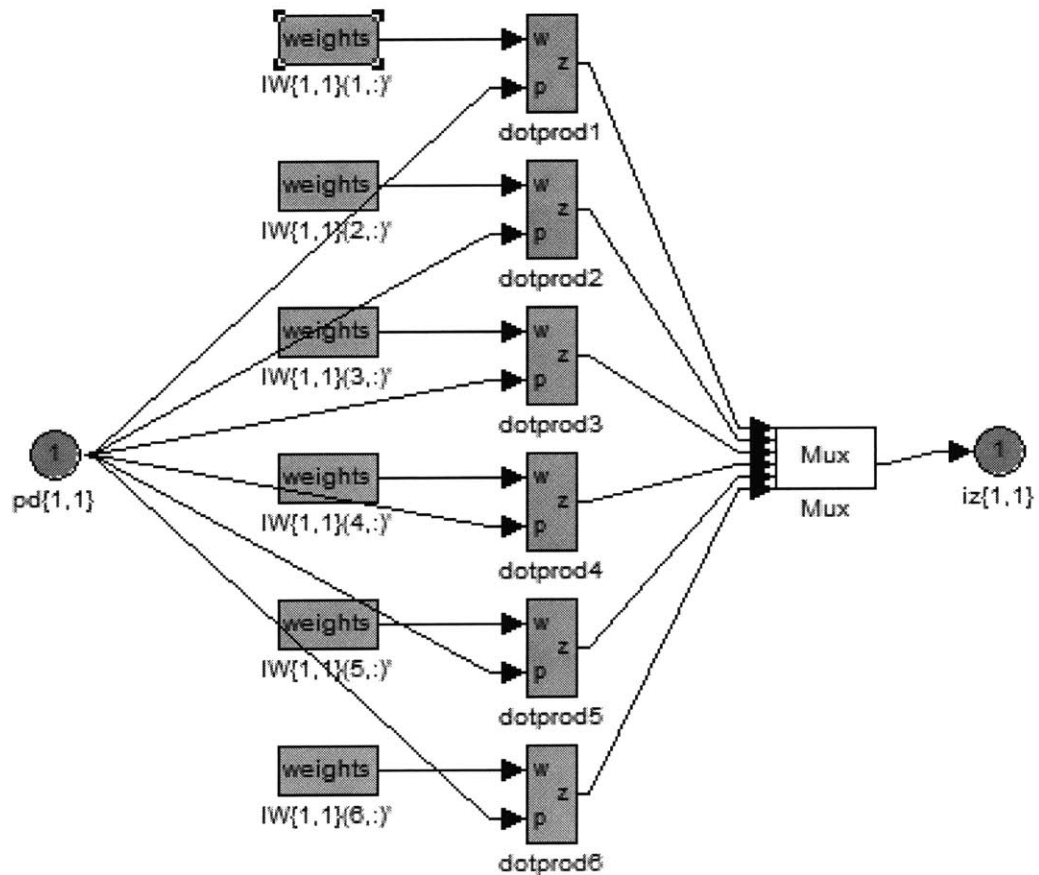 weights
w
z
p
IW{1,1}(1,:)'
dotprod1
weights
w
z
p
IW{1,1}(2,:)'
dotprod2
weights
w
z
p
IW{1,1}(3,:)'
dotprod3
1
pd{1,1}
weights
w
z
p
IW{1,1}(4,:)'
dotprod4
Mux
Mux
1
iz{1,1}
weights
w
z
p
IW{1,1}(5,:)'
dotprod5
weights
w
z
p
IW{1,1}(6,:)'
dotprod6